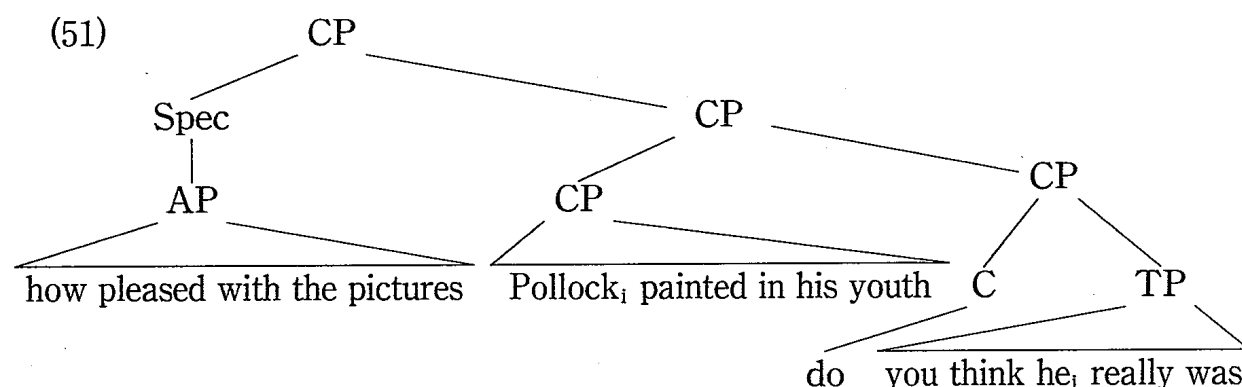 (51) CP
Spec CP
AP CP CP
how pleased with the pictures Pollockᵢ painted in his youth C TP
do you think heᵢ really was